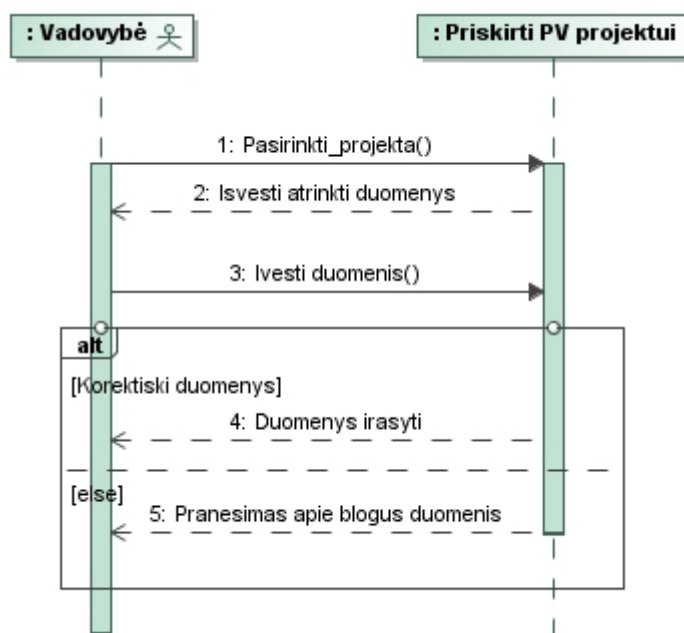 : Vadovybė
: Priskirti PV projektui
1: Pasirinkti_projekta()
2: Isvesti atrinkti duomenys
3: Ivesti duomenis()
alt
[Korektiski duomenys]
4: Duomenys irasyti
[else]
5: Pranesimas apie blogus duomenis